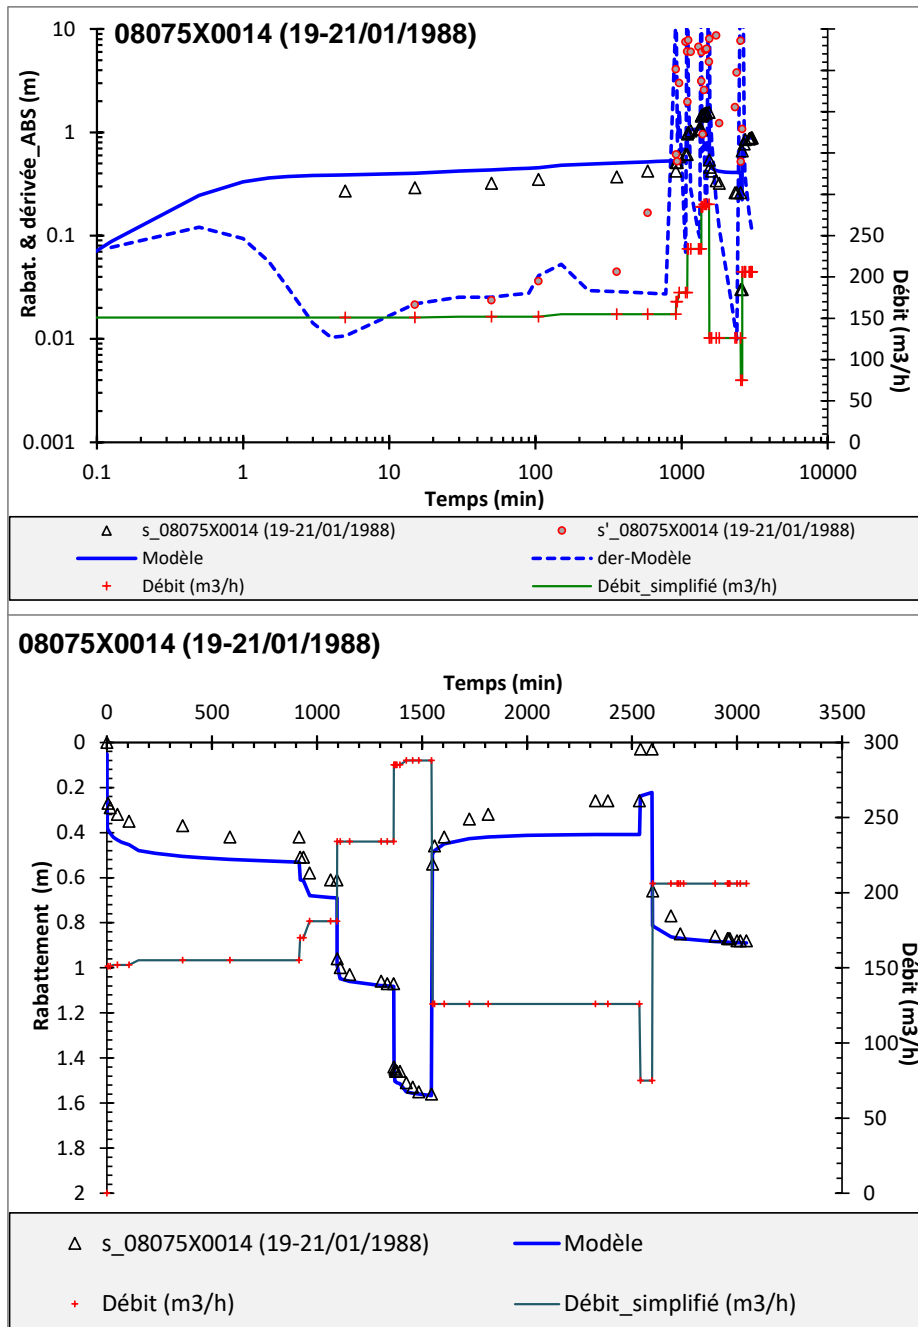 08075X0014 (19-21/01/1988)
Rabat. & dérivée_ABS (m)
10
1
0.1
0.01
0.001
0.1
1
10
100
1000
10000
Temps (min)
250
200
150
100
50
0
Débit (m3/h)
s_08075X0014 (19-21/01/1988)
s'_08075X0014 (19-21/01/1988)
Modèle
der-Modèle
Débit (m3/h)
Débit_simplifié (m3/h)
08075X0014 (19-21/01/1988)
Temps (min)
0
500
1000
1500
2000
2500
3000
3500
Rabattement (m)
0
0.2
0.4
0.6
0.8
1
1.2
1.4
1.6
1.8
2
300
250
200
150
100
50
0
Débit (m3/h)
s_08075X0014 (19-21/01/1988)
Modèle
Débit (m3/h)
Débit_simplifié (m3/h)